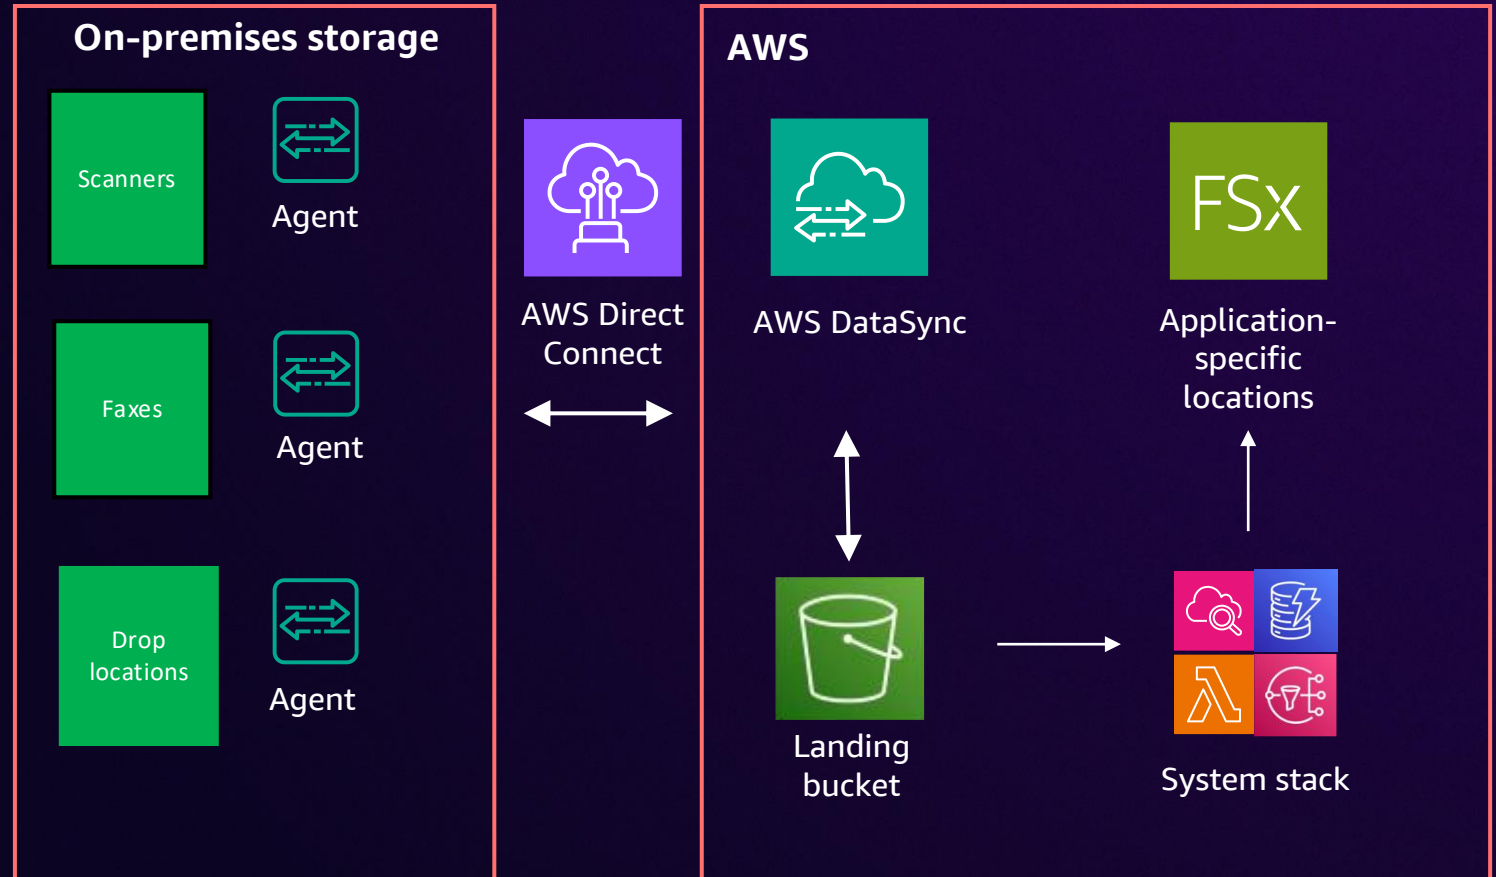 On-premises storage
Scanners
Agent
Faxes
Agent
Drop
locations
Agent
AWS Direct
Connect
AWS
AWS DataSync
FSx
Application-
specific
locations
Landing
bucket
System stack